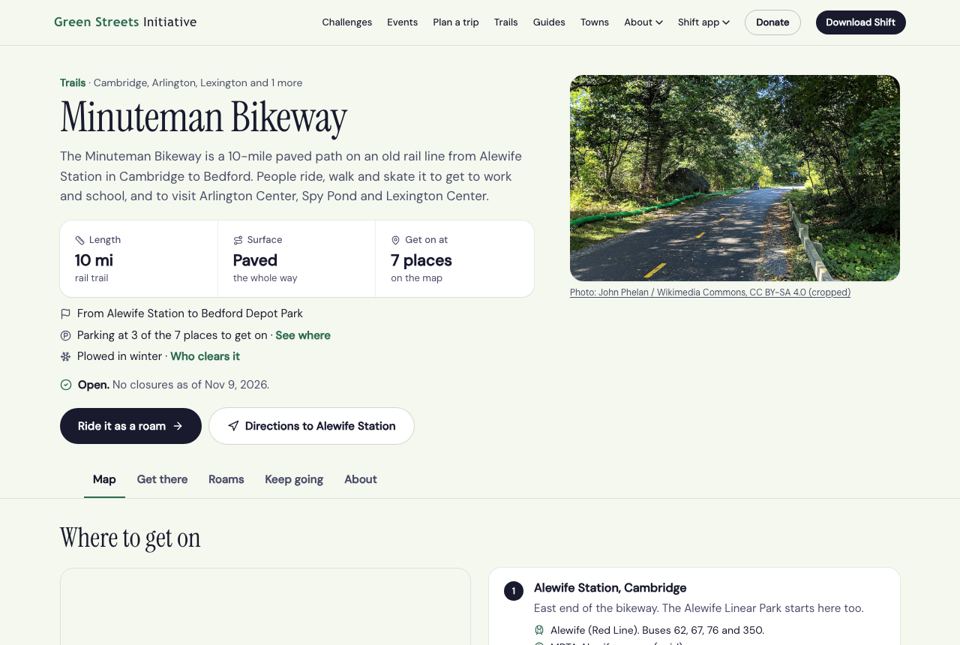 Green Streets Initiative
Challenges Events Plan a trip Trails Guides Towns About Shift app Donate Download Shift
Trails · Cambridge, Arlington, Lexington and 1 more
Minuteman Bikeway
The Minuteman Bikeway is a 10-mile paved path on an old rail line from Alewife
Station in Cambridge to Bedford. People ride, walk and skate it to get to work
and school, and to visit Arlington Center, Spy Pond and Lexington Center.
Length
10 mi
rail trail
Surface
Paved
the whole way
Get on at
7 places
on the map
From Alewife Station to Bedford Depot Park
Parking at 3 of the 7 places to get on · See where
Plowed in winter · Who clears it
Open. No closures as of Nov 9, 2026.
Ride it as a roam
Directions to Alewife Station
Photo: John Phelan / Wikimedia Commons, CC BY-SA 4.0 (cropped)
Map Get there Roams Keep going About
Where to get on
1
Alewife Station, Cambridge
East end of the bikeway. The Alewife Linear Park starts here too.
Alewife (Red Line). Buses 62, 67, 76 and 350.